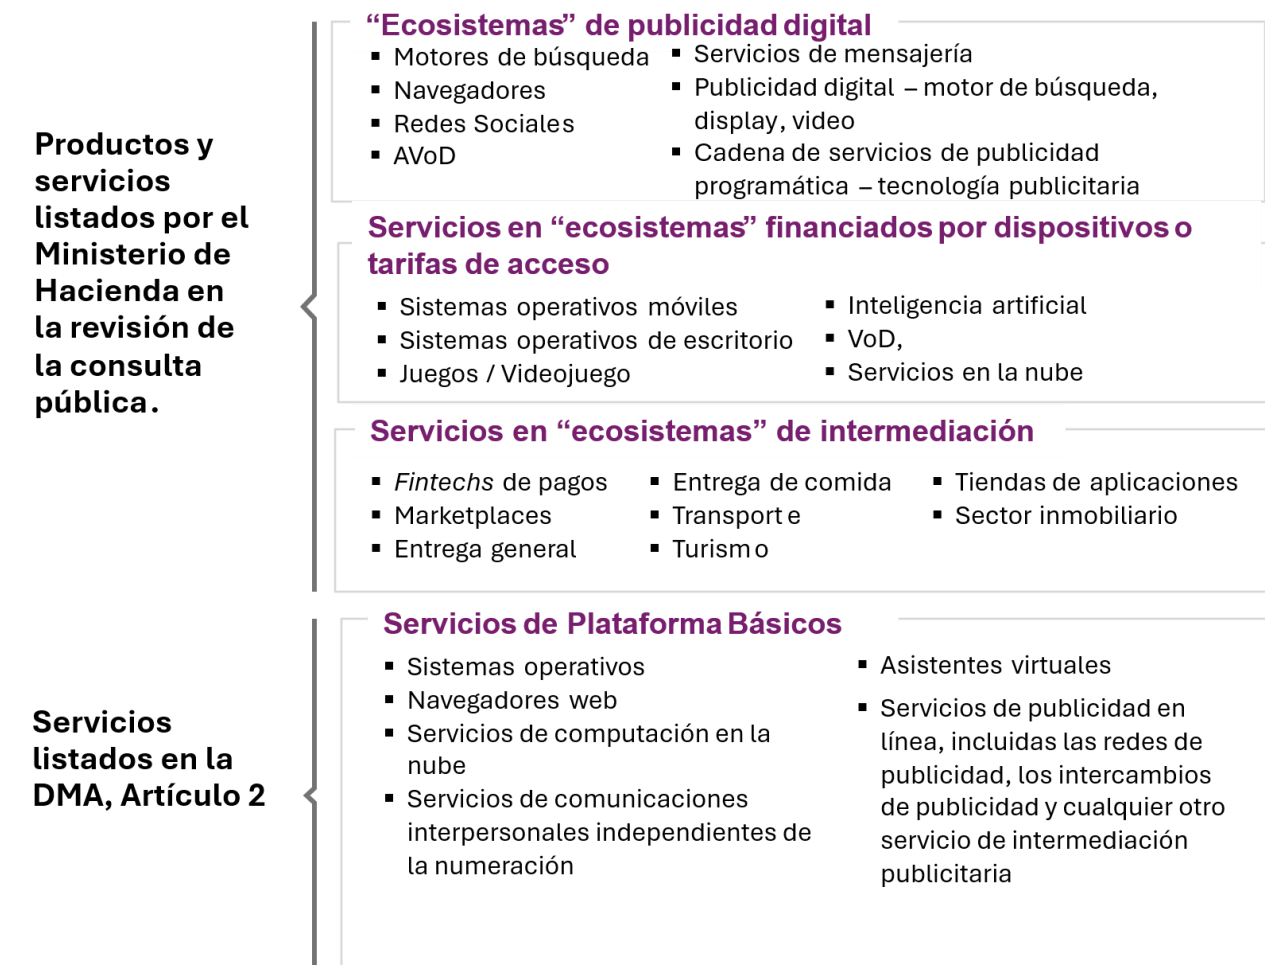 Productos y
servicios
listados por el
Ministerio de
Hacienda en
la revisión de
la consulta
pública.
“Ecosistemas” de publicidad digital
▪ Motores de búsqueda
▪ Navegadores
▪ Redes Sociales
▪ AVoD
▪ Servicios de mensajería
▪ Publicidad digital – motor de búsqueda,
display, video
▪ Cadena de servicios de publicidad
programática – tecnología publicitaria
Servicios en “ecosistemas” financiados por dispositivos o
tarifas de acceso
▪ Sistemas operativos móviles
▪ Sistemas operativos de escritorio
▪ Juegos / Videojuego
▪ Inteligencia artificial
▪ VoD,
▪ Servicios en la nube
Servicios en “ecosistemas” de intermediación
▪ Fintechs de pagos
▪ Marketplaces
▪ Entrega general
▪ Entrega de comida
▪ Transporte
▪ Turismo
▪ Tiendas de aplicaciones
▪ Sector inmobiliario
Servicios
listados en la
DMA, Artículo 2
Servicios de Plataforma Básicos
▪ Sistemas operativos
▪ Navegadores web
▪ Servicios de computación en la
nube
▪ Servicios de comunicaciones
interpersonales independientes de
la numeración
▪ Asistentes virtuales
▪ Servicios de publicidad en
línea, incluidas las redes de
publicidad, los intercambios
de publicidad y cualquier otro
servicio de intermediación
publicitaria